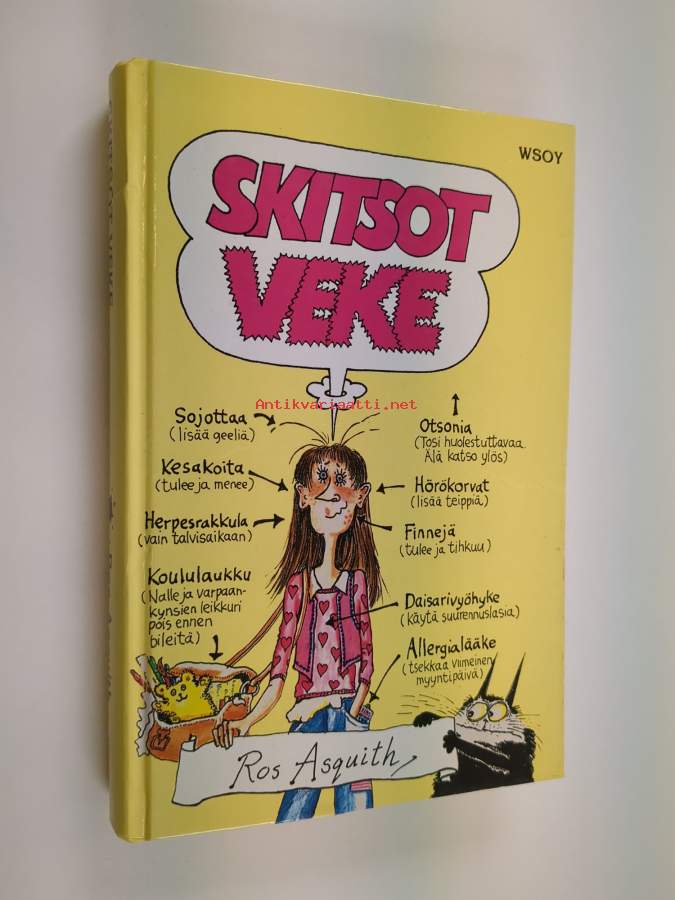 WSOY
SKITSOT
VEKE
Antikvariaatti.net
Sojottaa
(lisää geeliä)
Otsonia
(Tosi huolestuttavaa.
Älä katso ylös)
Kesakoita
(tulee ja menee)
Hörökorvat
(lisää teippiä)
Herpesrakkula
(vain talvisaikaan)
Finnejä
(tulee ja tihkuu)
Koululaukku
(Nalle ja varpaan-
kynsien leikkuri
pois ennen
bileitä)
Daisarivyöhyke
(käytä suurennuslasia)
Allergialääke
(tsekkaa viimeinen
myyntipäivä)
Ros Asquith